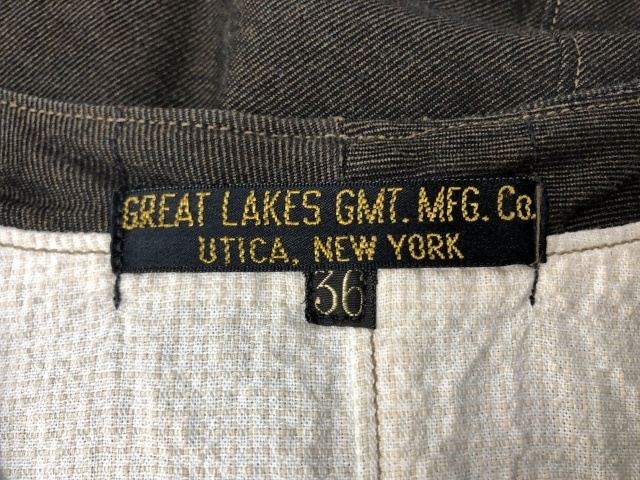 GREAT LAKES GMT. MFG. Co.
UTICA, NEW YORK
36